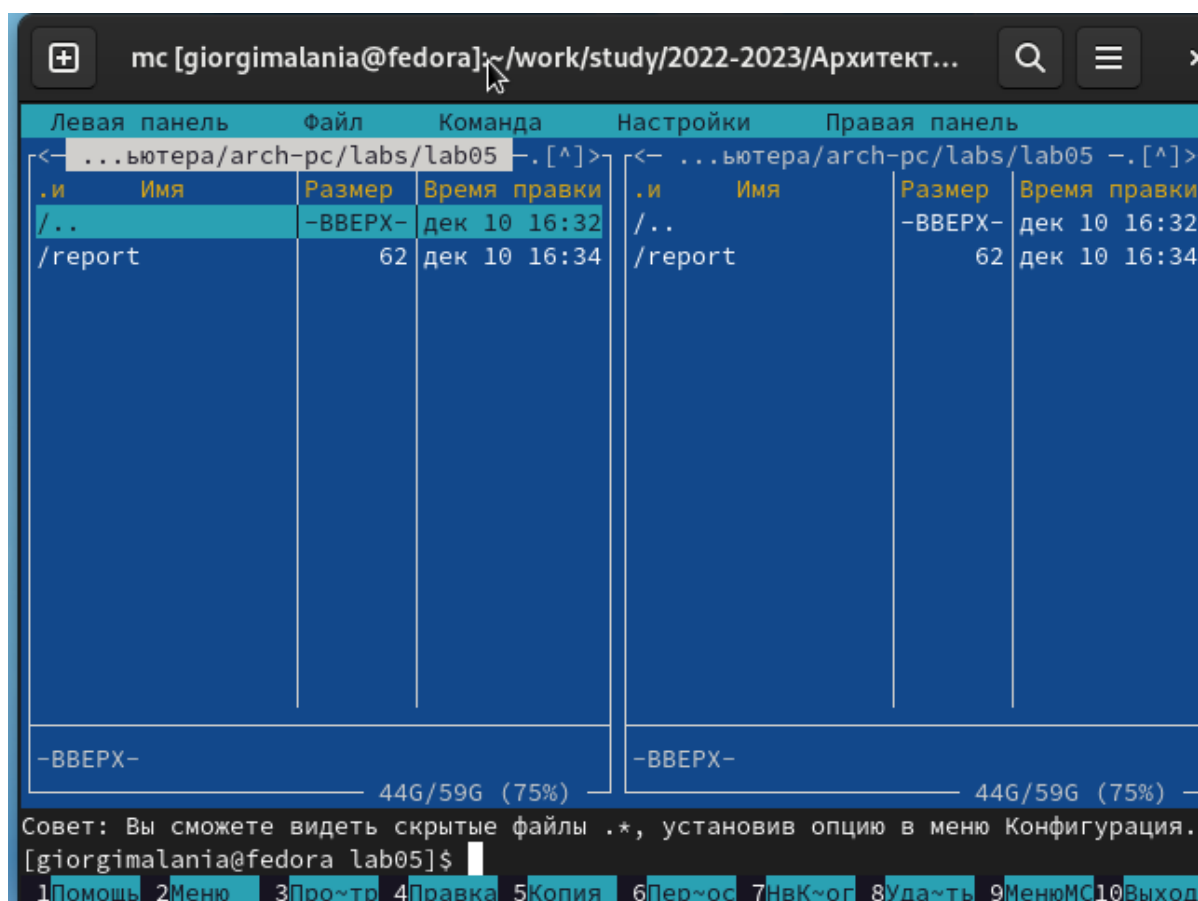 mc [giorgimalania@fedora]:~/work/study/2022-2023/Архитект...
Левая панель Файл Команда Настройки Правая панель
<— ...ьютера/arch-pc/labs/lab05 —.[^]> <— ...ьютера/arch-pc/labs/lab05 —.[^]>
.и Имя Размер Время правки .и Имя Размер Время правки
/.. -ВВЕРХ- дек 10 16:32 /.. -ВВЕРХ- дек 10 16:32
/report 62 дек 10 16:34 /report 62 дек 10 16:34
-ВВЕРХ- -ВВЕРХ-
44G/59G (75%) 44G/59G (75%)
Совет: Вы сможете видеть скрытые файлы .*, установив опцию в меню Конфигурация.
[giorgimalania@fedora lab05]$
1Помощь 2Меню 3Про~тр 4Правка 5Копия 6Пер~ос 7НвК~ог 8Уда~ть 9МенюMC 10Выход